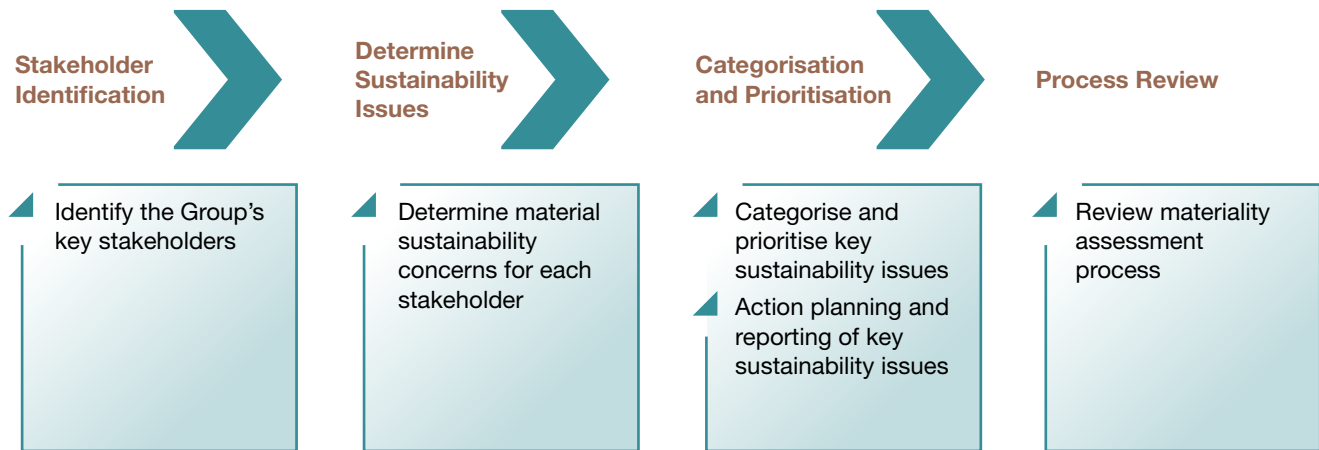 Stakeholder
Identification
Determine
Sustainability
Issues
Categorisation
and Prioritisation
Process Review
Identify the Group’s
key stakeholders
Determine material
sustainability
concerns for each
stakeholder
Categorise and
prioritise key
sustainability issues
Action planning and
reporting of key
sustainability issues
Review materiality
assessment
process